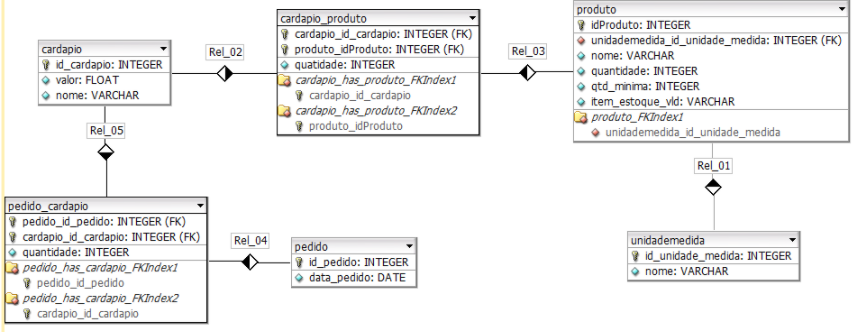 cardapio
id_cardapio: INTEGER
valor: FLOAT
nome: VARCHAR
Rel_02
cardapio_produto
cardapio_id_cardapio: INTEGER (FK)
produto_idProduto: INTEGER (FK)
quatidade: INTEGER
cardapio_has_produto_FKIndex1
cardapio_id_cardapio
cardapio_has_produto_FKIndex2
produto_idProduto
Rel_03
produto
idProduto: INTEGER
unidademedida_id_unidade_medida: INTEGER (FK)
nome: VARCHAR
quantidade: INTEGER
qtd_minima: INTEGER
item_estoque_vld: VARCHAR
produto_FKIndex1
unidademedida_id_unidade_medida
Rel_05
Rel_01
pedido_cardapio
pedido_id_pedido: INTEGER (FK)
cardapio_id_cardapio: INTEGER (FK)
quantidade: INTEGER
pedido_has_cardapio_FKIndex1
pedido_id_pedido
pedido_has_cardapio_FKIndex2
cardapio_id_cardapio
Rel_04
pedido
id_pedido: INTEGER
data_pedido: DATE
unidademedida
id_unidade_medida: INTEGER
nome: VARCHAR